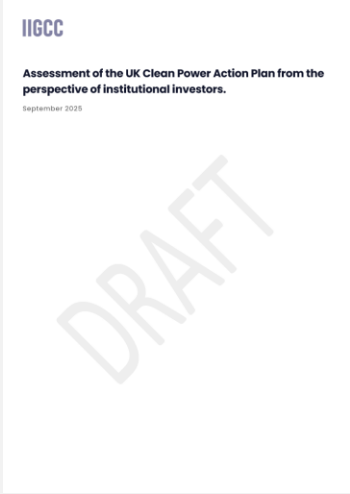 IIGCC
Assessment of the UK Clean Power Action Plan from the
perspective of institutional investors.
September 2025
DRAFT